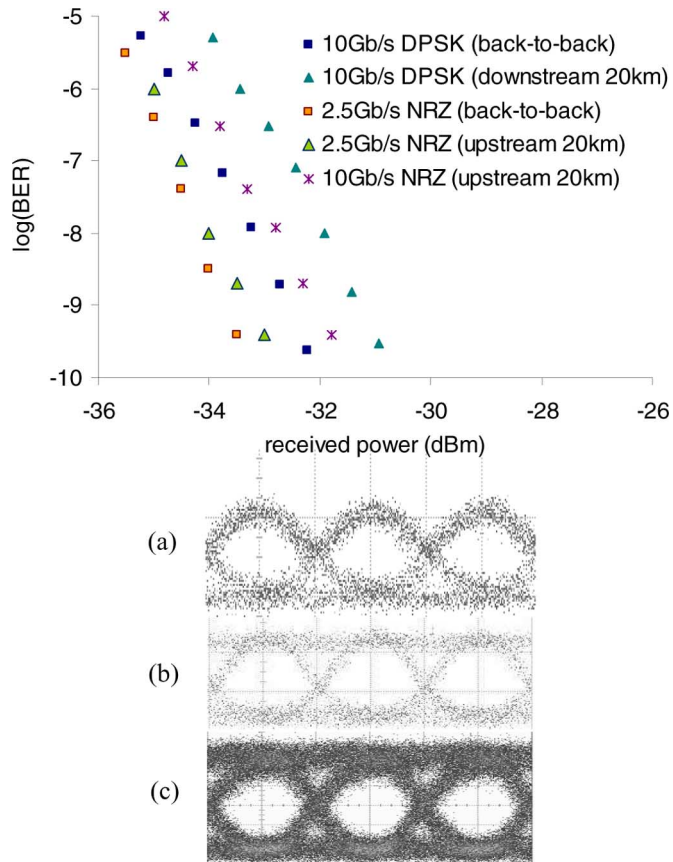 -5
-6
-7
-8
-9
-10
log(BER)
10Gb/s DPSK (back-to-back)
10Gb/s DPSK (downstream 20km)
2.5Gb/s NRZ (back-to-back)
2.5Gb/s NRZ (upstream 20km)
10Gb/s NRZ (upstream 20km)
-36 -34 -32 -30 -28 -26
received power (dBm)
(a)
(b)
(c)